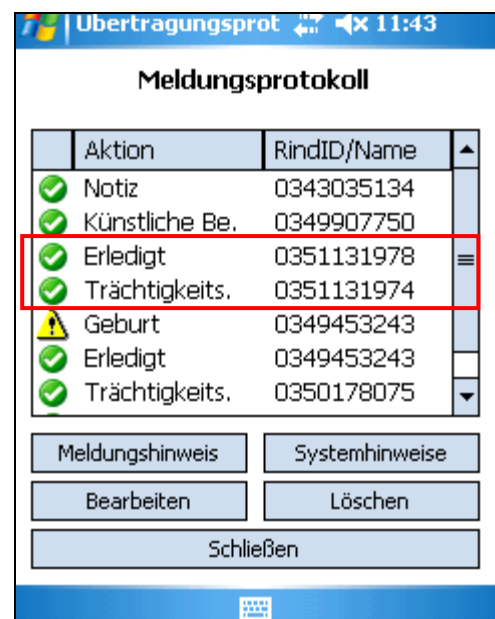 Übertragungsprot 11:43
Meldungsprotokoll
Aktion RindID/Name
Notiz 0343035134
Künstliche Be. 0349907750
Erledigt 0351131978
Trächtigkeits. 0351131974
Geburt 0349453243
Erledigt 0349453243
Trächtigkeits. 0350178075
Meldungshinweis Systemhinweise
Bearbeiten Löschen
Schließen